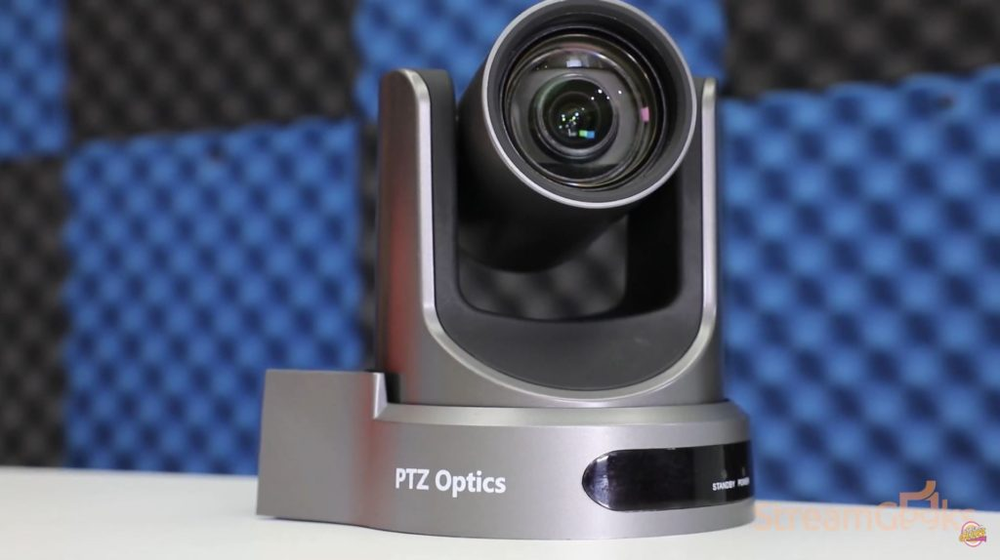 PTZ Optics
STANDBY POWER
StreamGeeks